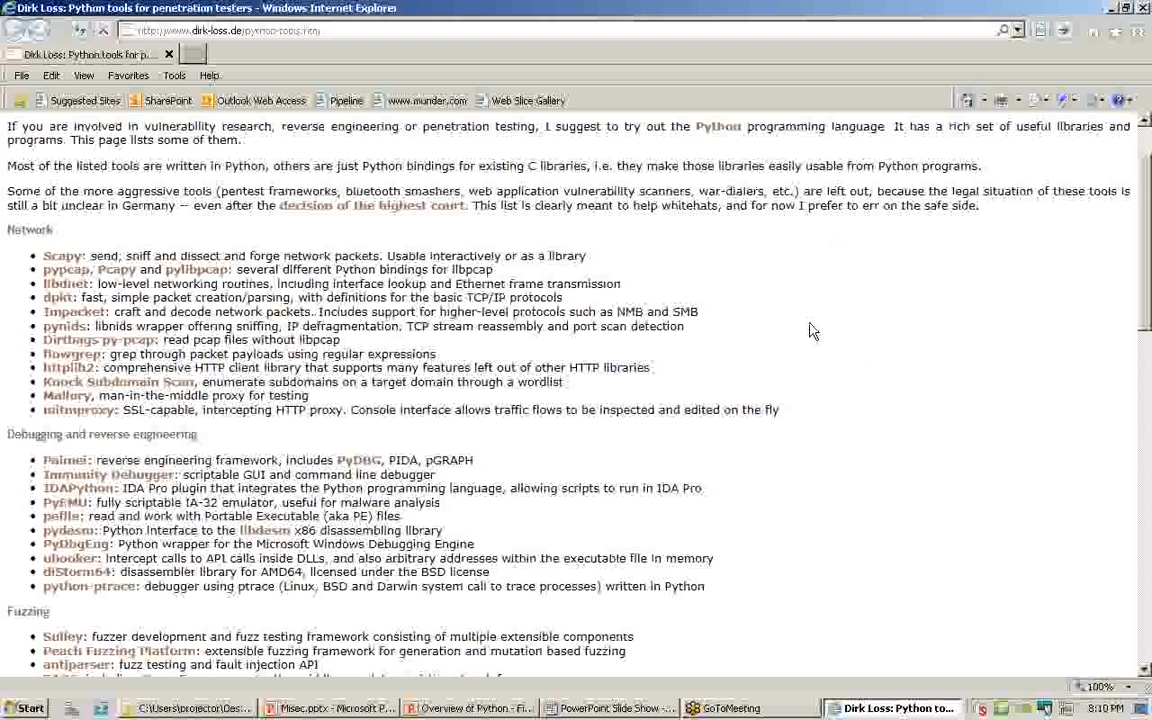 Dirk Loss: Python tools for penetration testers - Windows Internet Explorer
http://www.dirk-loss.de/python-tools.htm
Dirk Loss: Python tools for p...
File Edit View Favorites Tools Help
Suggested Sites SharePoint Outlook Web Access Pipeline www.munder.com Web Slice Gallery
If you are involved in vulnerability research, reverse engineering or penetration testing, I suggest to try out the Python programming language. It has a rich set of useful libraries and
programs. This page lists some of them.
Most of the listed tools are written in Python, others are just Python bindings for existing C libraries, i.e. they make those libraries easily usable from Python programs.
Some of the more aggressive tools (pentest frameworks, bluetooth smashers, web application vulnerability scanners, war-dialers, etc.) are left out, because the legal situation of these tools is
still a bit unclear in Germany -- even after the decision of the highest court. This list is clearly meant to help whitehats, and for now I prefer to err on the safe side.
Network
• Scapy: send, sniff and dissect and forge network packets. Usable interactively or as a library
• pypcap, Pcapy and pylibpcap: several different Python bindings for libpcap
• libdnet: low-level networking routines, including interface lookup and Ethernet frame transmission
• dpkt: fast, simple packet creation/parsing, with definitions for the basic TCP/IP protocols
• Impacket: craft and decode network packets. Includes support for higher-level protocols such as NMB and SMB
• pynids: libnids wrapper offering sniffing, IP defragmentation, TCP stream reassembly and port scan detection
• Dirtbags py-pcap: read pcap files without libpcap
• flowgrep: grep through packet payloads using regular expressions
• httplib2: comprehensive HTTP client library that supports many features left out of other HTTP libraries
• Knock Subdomain Scan, enumerate subdomains on a target domain through a wordlist
• Mallory, man-in-the-middle proxy for testing
• mitmproxy: SSL-capable, intercepting HTTP proxy. Console interface allows traffic flows to be inspected and edited on the fly
Debugging and reverse engineering
• Paimei: reverse engineering framework, includes PyDBG, PIDA, pGRAPH
• Immunity Debugger: scriptable GUI and command line debugger
• IDAPython: IDA Pro plugin that integrates the Python programming language, allowing scripts to run in IDA Pro
• PyEMU: fully scriptable IA-32 emulator, useful for malware analysis
• pefile: read and work with Portable Executable (aka PE) files
• pydasm: Python interface to the libdasm x86 disassembling library
• PyDbgEng: Python wrapper for the Microsoft Windows Debugging Engine
• uhooker: intercept calls to API calls inside DLLs, and also arbitrary addresses within the executable file in memory
• diStorm64: disassembler library for AMD64, licensed under the BSD license
• python-ptrace: debugger using ptrace (Linux, BSD and Darwin system call to trace processes) written in Python
Fuzzing
• Sulley: fuzzer development and fuzz testing framework consisting of multiple extensible components
• Peach Fuzzing Platform: extensible fuzzing framework for generation and mutation based fuzzing
• antiparser: fuzz testing and fault injection API
100%
Start C:\Users\projector\Des... Misec.pptx - Microsoft P... Overview of Python - Fi... PowerPoint Slide Show -... GoToMeeting Dirk Loss: Python to... 8:10 PM